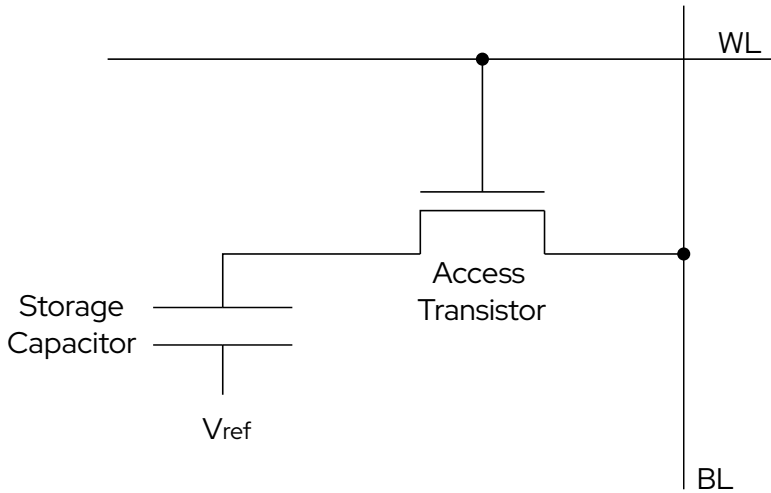 WL
Access
Transistor
Storage
Capacitor
Vref
BL